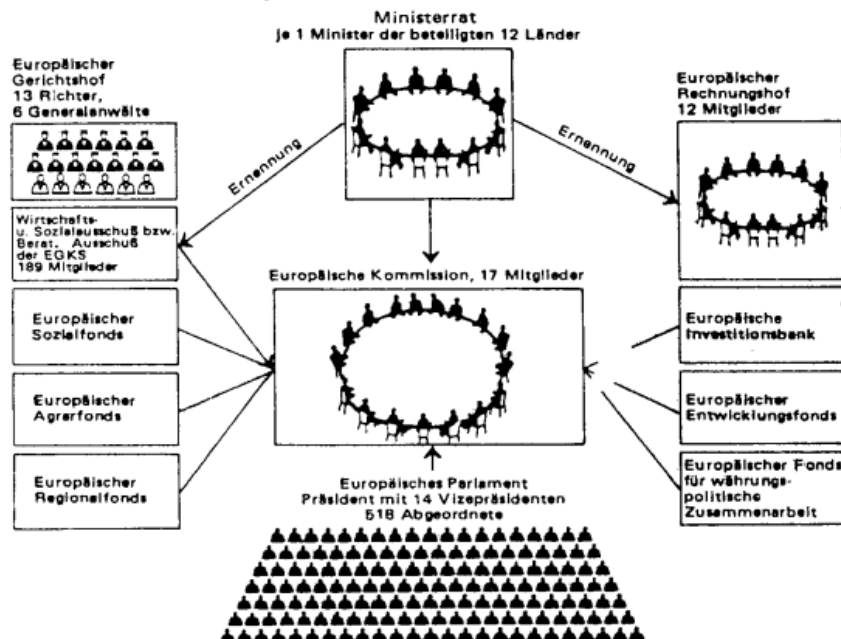 Ministerrat
je 1 Minister der beteiligten 12 Länder
Europäischer
Gerichtshof
13 Richter,
6 Generalanwälte
Europäischer
Rechnungshof
12 Mitglieder
Ernennung
Ernennung
Wirtschafts-
u. Sozialausschuß bzw.
Berat. Ausschuß
der EGKS
189 Mitglieder
Europäische Kommission, 17 Mitglieder
Europäischer
Sozialfonds
Europäischer
Agrarfonds
Europäischer
Regionalfonds
Europäische
Investitionsbank
Europäischer
Entwicklungsfonds
Europäischer Fonds
für währungs-
politische
Zusammenarbeit
Europäisches Parlament
Präsident mit 14 Vizepräsidenten
518 Abgeordnete